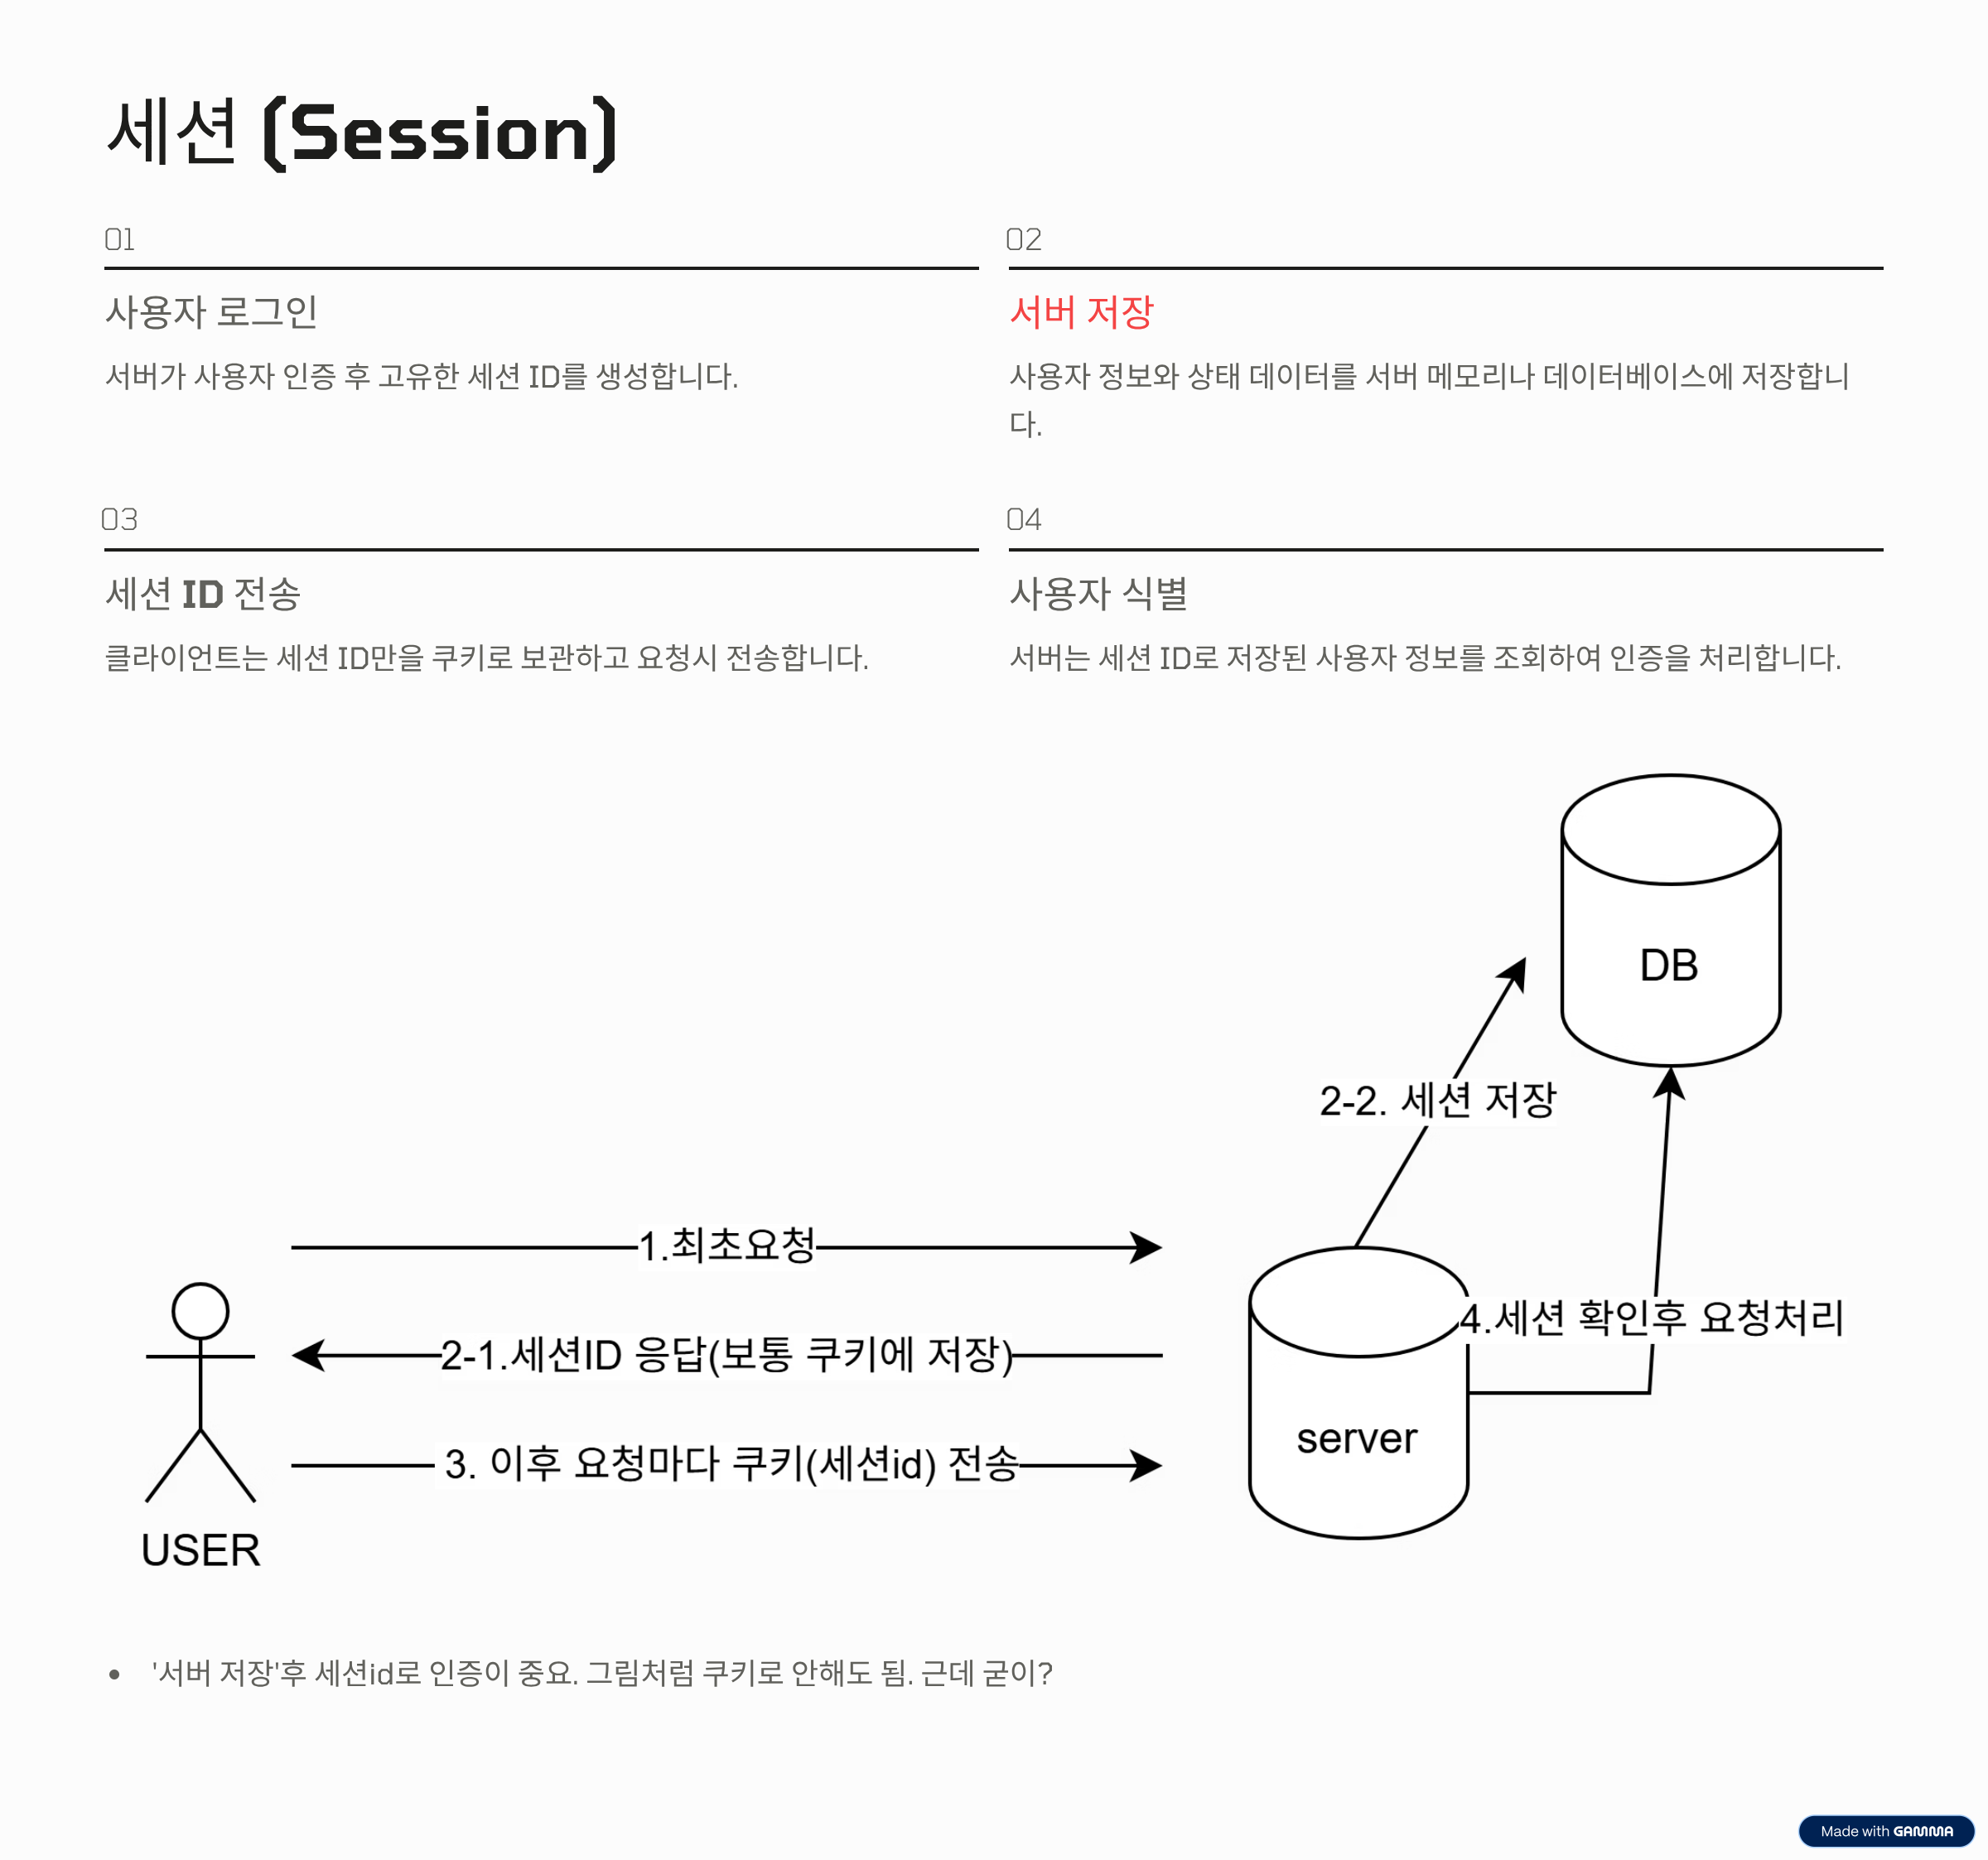 세션 (Session)
01
사용자 로그인
서버가 사용자 인증 후 고유한 세션 ID를 생성합니다.
02
서버 저장
사용자 정보와 상태 데이터를 서버 메모리나 데이터베이스에 저장합니
다.
03
세션 ID 전송
클라이언트는 세션 ID만을 쿠키로 보관하고 요청시 전송합니다.
04
사용자 식별
서버는 세션 ID로 저장된 사용자 정보를 조회하여 인증을 처리합니다.
DB
2-2. 세션 저장
1.최초요청
4.세션 확인후 요청처리
2-1.세션ID 응답(보통 쿠키에 저장)
server
3. 이후 요청마다 쿠키(세션id) 전송
USER
• '서버 저장'후 세션id로 인증이 중요. 그림처럼 쿠키로 안해도 됨. 근데 굳이?
Made with GAMMA